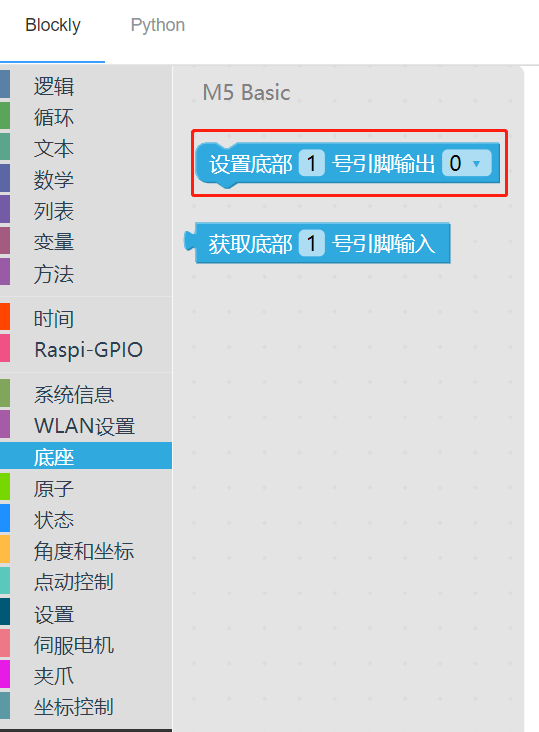 Blockly Python
逻辑
循环
文本
数学
列表
变量
方法
时间
Raspi-GPIO
系统信息
WLAN设置
底座
原子
状态
角度和坐标
点动控制
设置
伺服电机
夹爪
坐标控制
M5 Basic
设置底部 1 号引脚输出 0
获取底部 1 号引脚输入